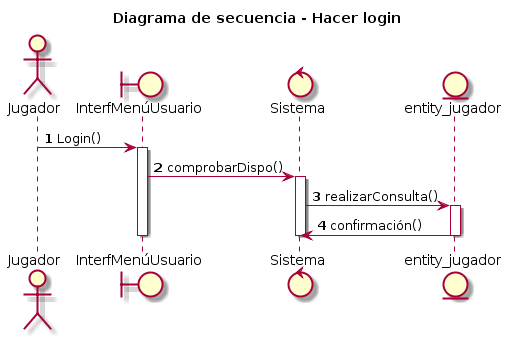 Diagrama de secuencia - Hacer login
Jugador InterfMenúUsuario Sistema entity_jugador
1 Login()
2 comprobarDispo()
3 realizarConsulta()
4 confirmación()
Jugador InterfMenúUsuario Sistema entity_jugador